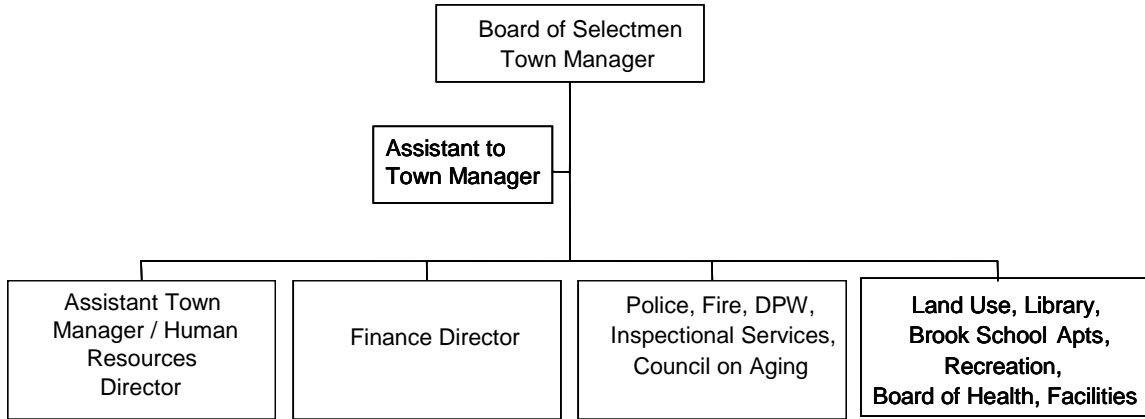 Board of Selectmen
Town Manager
Assistant to
Town Manager
Assistant Town
Manager / Human
Resources
Director
Finance Director
Police, Fire, DPW,
Inspectional Services,
Council on Aging
Land Use, Library,
Brook School Apts,
Recreation,
Board of Health, Facilities